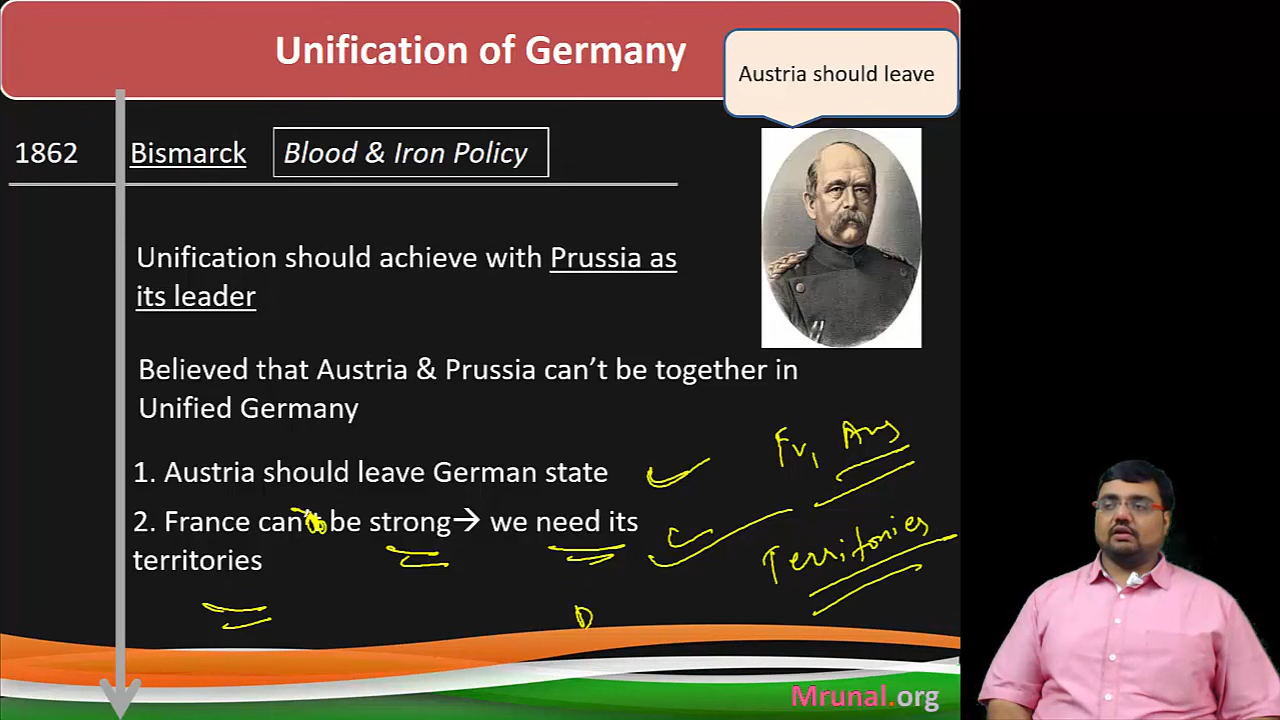 Unification of Germany
Austria should leave
1862 Bismarck Blood & Iron Policy
Unification should achieve with Prussia as
its leader
Believed that Austria & Prussia can't be together in
Unified Germany
Fr, Aus
1. Austria should leave German state
2. France can't be strong→ we need its
territories
Territories
Mrunal.org